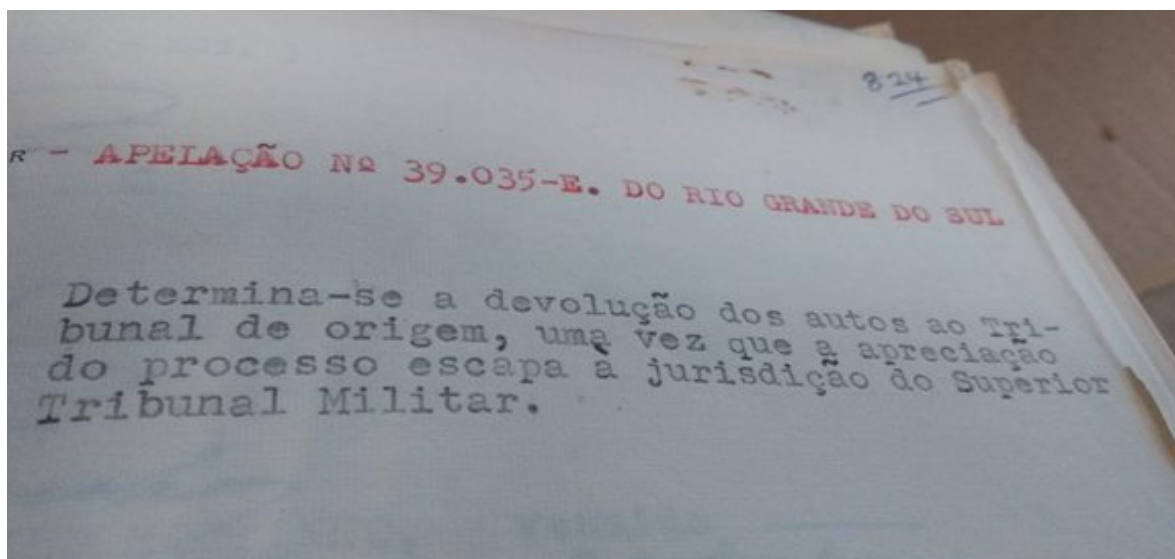 824
R - APELAÇÃO Nº 39.035-E. DO RIO GRANDE DO SUL
Determina-se a devolução dos autos ao Tri-
bunal de origem, uma vez que a apreciação
do processo escapa à jurisdição do Superior
Tribunal Militar.